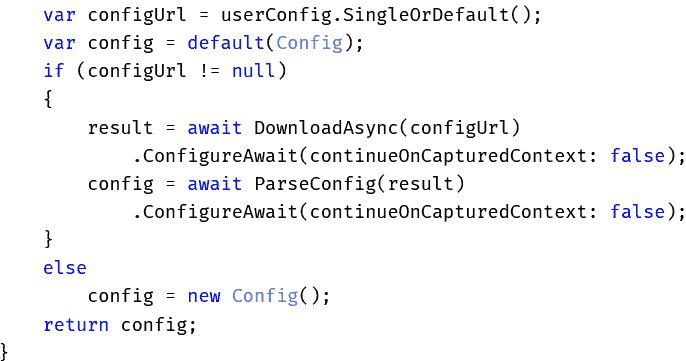 var configUrl = userConfig.SingleOrDefault();
var config = default(Config);
if (configUrl != null)
{
result = await DownloadAsync(configUrl)
.ConfigureAwait(continueOnCapturedContext: false);
config = await ParseConfig(result)
.ConfigureAwait(continueOnCapturedContext: false);
}
else
config = new Config();
return config;
}